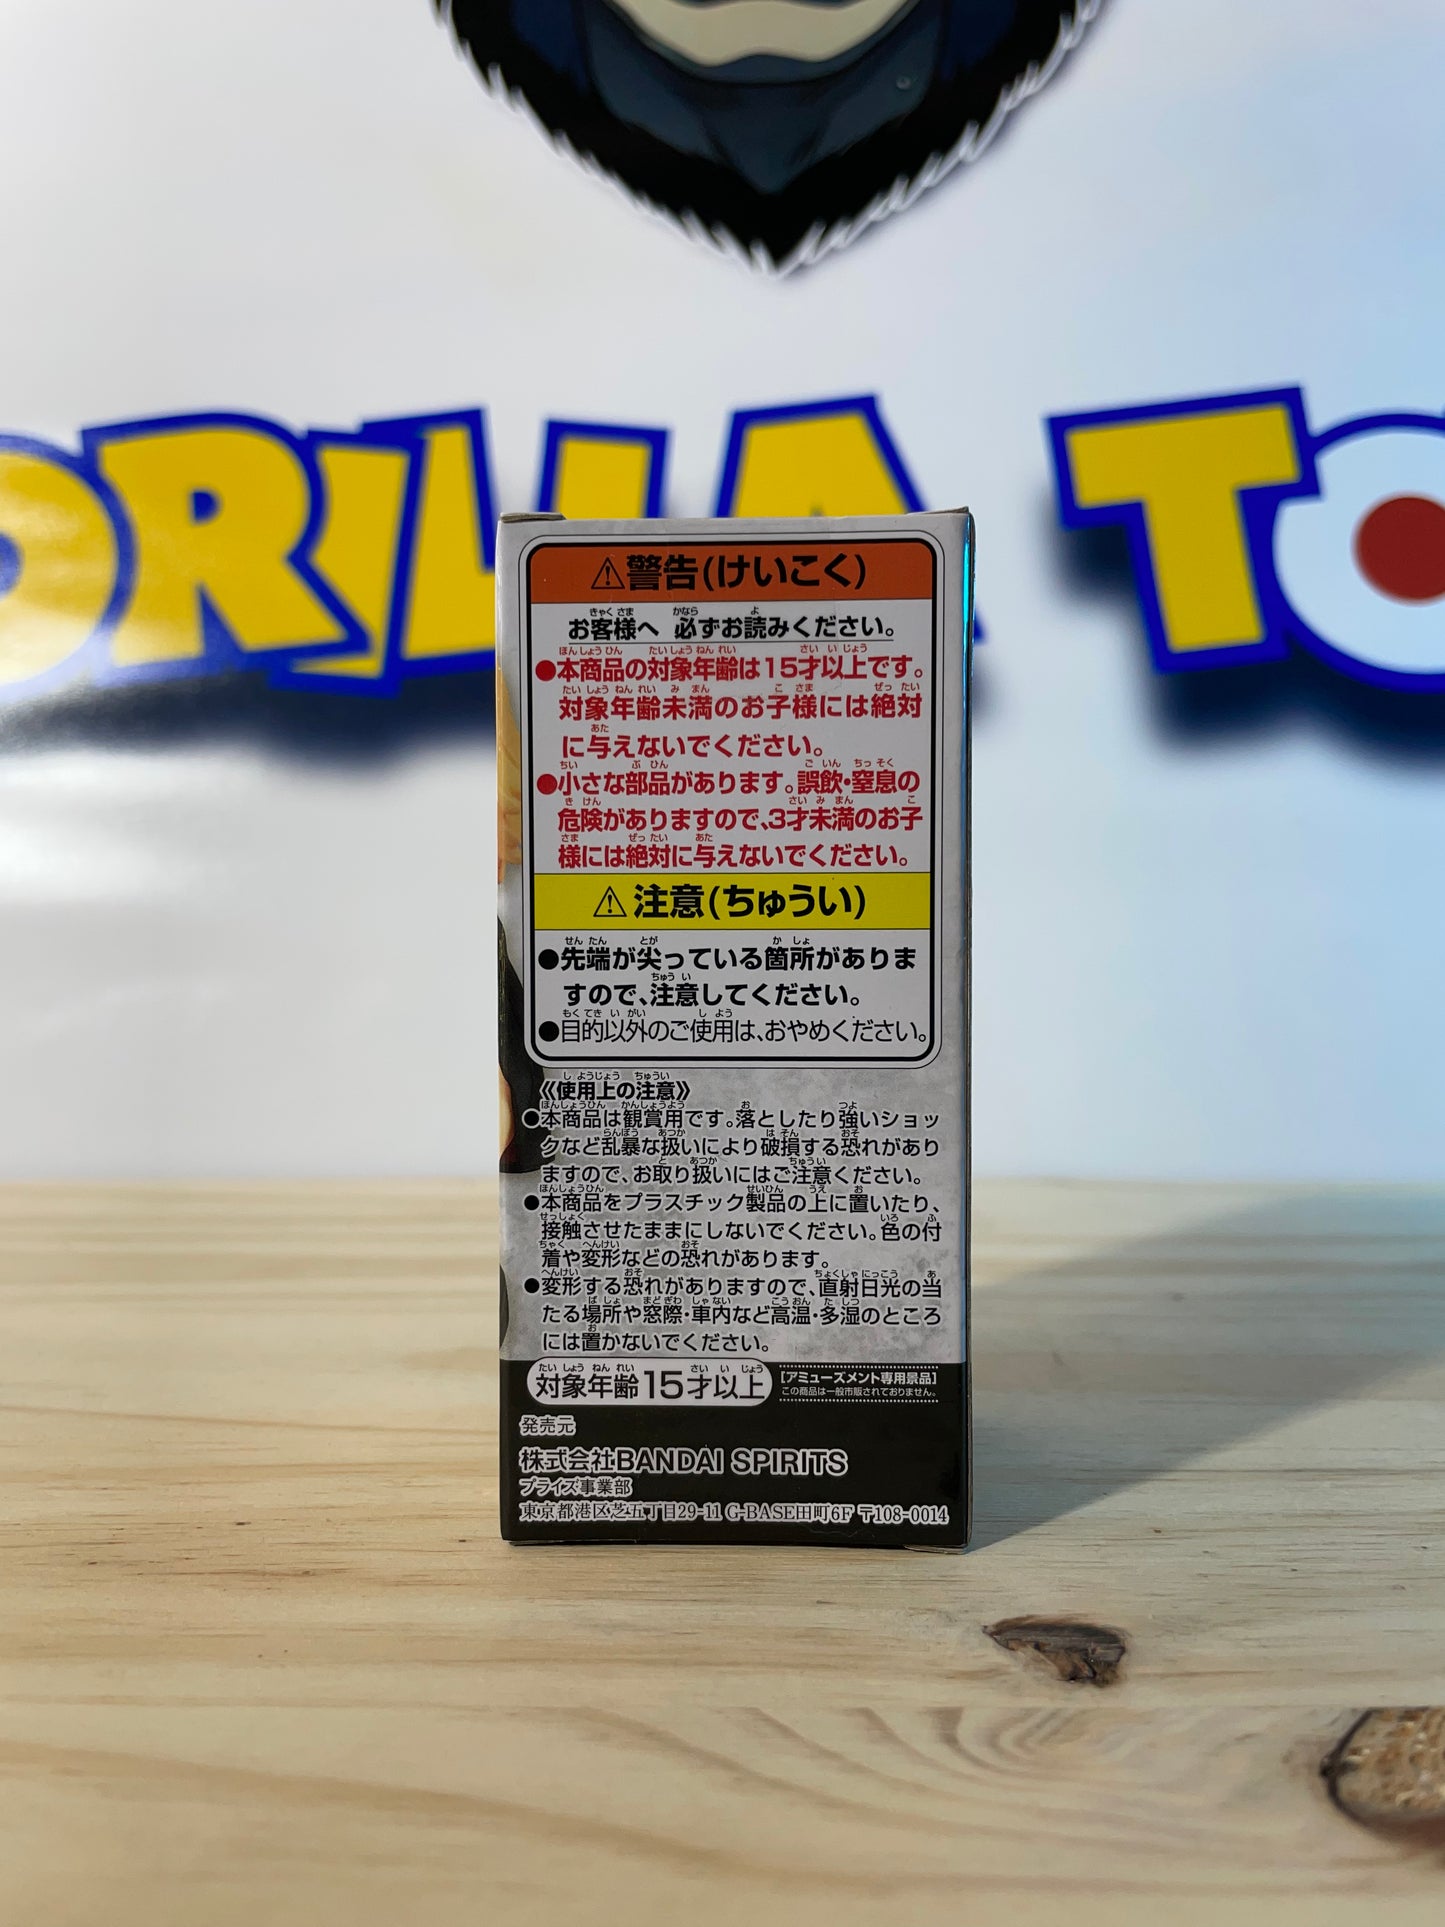 ORILLA TO
⚠警告(けいこく)
お客様へ 必ずお読みください。
●本商品の対象年齢は15才以上です。
対象年齢未満のお子様には絶対
に与えないでください。
●小さな部品があります。誤飲・窒息の
危険がありますので、3才未満のお子
様には絶対に与えないでください。
⚠注意(ちゅうい)
●先端が尖っている箇所がありま
すので、注意してください。
●目的以外のご使用は、おやめください。
《使用上の注意》
●本商品は観賞用です。落としたり強いショッ
クなど乱暴な扱いにより破損する恐れがあり
ますので、お取り扱いにはご注意ください。
●本商品をプラスチック製品の上に置いたり、
接触させたままにしないでください。色の付
着や変形などの恐れがあります。
●変形する恐れがありますので、直射日光の当
たる場所や窓際・車内など高温・多湿のところ
には置かないでください。
対象年齢15才以上
[アミューズメント専用景品]
この商品は一般市販されておりません。
発売元
株式会社BANDAI SPIRITS
プライズ事業部
東京都港区芝五丁目29-11 G-BASE田町6F 〒108-0014